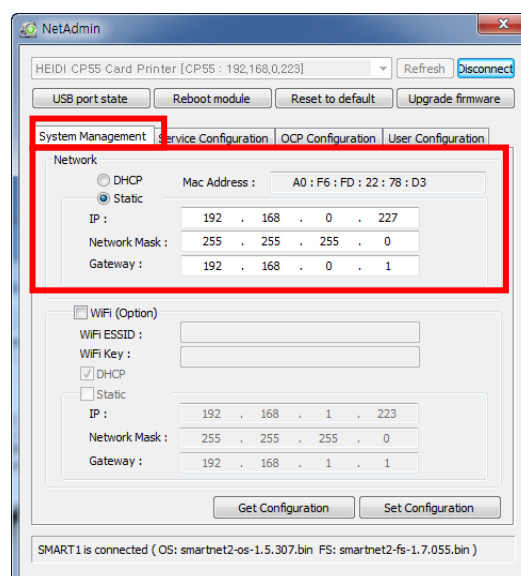 NetAdmin
HEIDI CP55 Card Printer [CP55 : 192,168,0,223] Refresh Disconnect
USB port state Reboot module Reset to default Upgrade firmware
System Management Service Configuration OCP Configuration User Configuration
Network
DHCP Mac Address : A0 : F6 : FD : 22 : 78 : D3
Static
IP : 192 . 168 . 0 . 227
Network Mask : 255 . 255 . 255 . 0
Gateway : 192 . 168 . 0 . 1
WiFi (Option)
WiFi ESSID :
WiFi Key :
DHCP
Static
IP : 192 . 168 . 1 . 223
Network Mask : 255 . 255 . 255 . 0
Gateway : 192 . 168 . 1 . 1
Get Configuration Set Configuration
SMART1 is connected ( OS: smartnet2-os-1.5.307.bin FS: smartnet2-fs-1.7.055.bin )